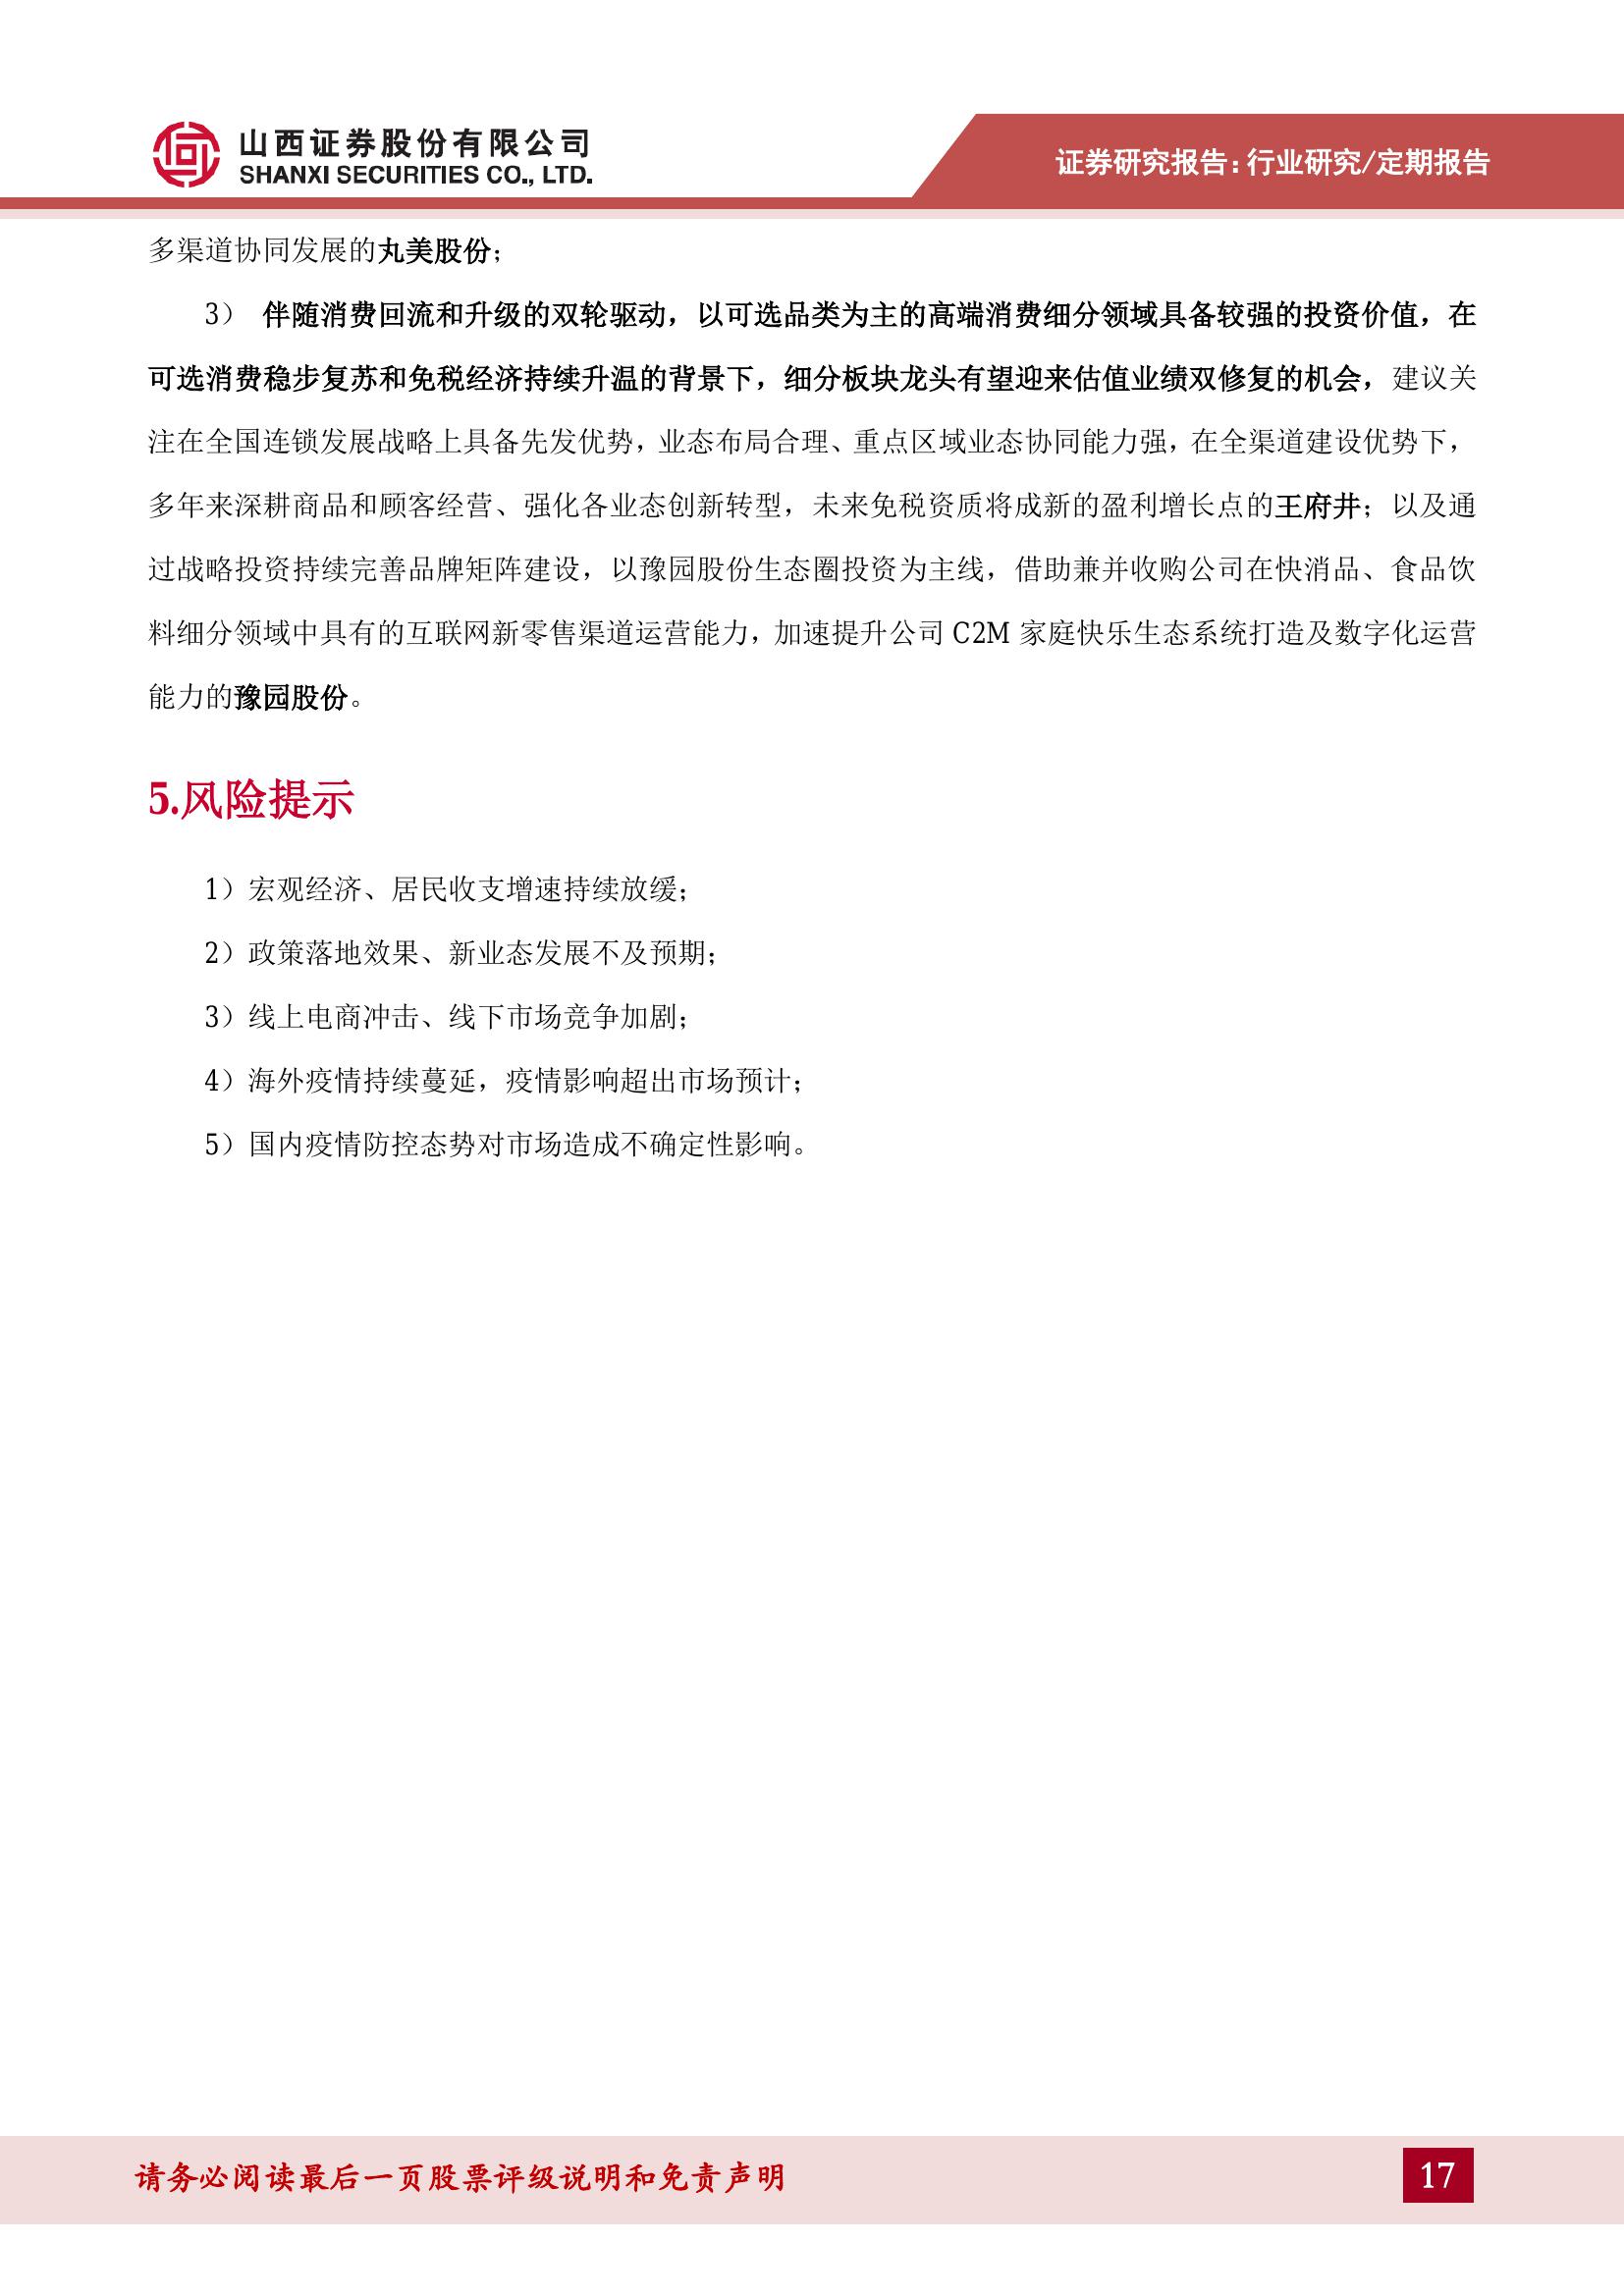 山西证券股份有限公司
SHANXI SECURITIES CO., LTD.
证券研究报告：行业研究/定期报告
多渠道协同发展的丸美股份；
3） 伴随消费回流和升级的双轮驱动，以可选品类为主的高端消费细分领域具备较强的投资价值，在
可选消费稳步复苏和免税经济持续升温的背景下，细分板块龙头有望迎来估值业绩双修复的机会，建议关
注在全国连锁发展战略上具备先发优势，业态布局合理、重点区域业态协同能力强，在全渠道建设优势下，
多年来深耕商品和顾客经营、强化各业态创新转型，未来免税资质将成新的盈利增长点的王府井；以及通
过战略投资持续完善品牌矩阵建设，以豫园股份生态圈投资为主线，借助兼并收购公司在快消品、食品饮
料细分领域中具有的互联网新零售渠道运营能力，加速提升公司 C2M 家庭快乐生态系统打造及数字化运营
能力的豫园股份。
5.风险提示
1）宏观经济、居民收支增速持续放缓；
2）政策落地效果、新业态发展不及预期；
3）线上电商冲击、线下市场竞争加剧；
4）海外疫情持续蔓延，疫情影响超出市场预计；
5）国内疫情防控态势对市场造成不确定性影响。
请务必阅读最后一页股票评级说明和免责声明
17